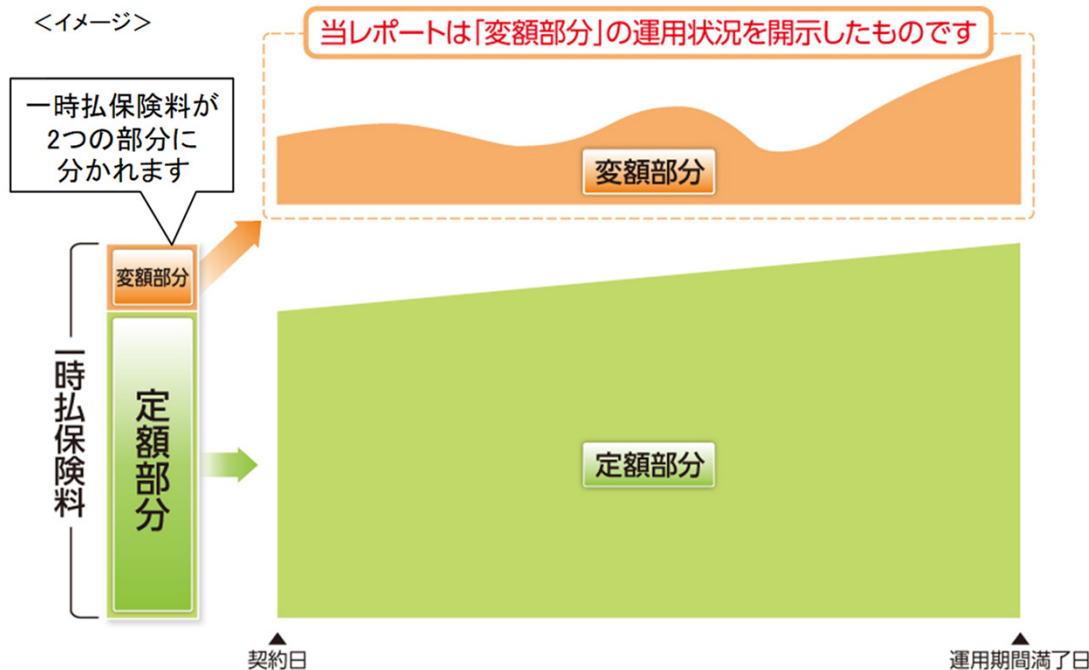 <イメージ>
当レポートは「変額部分」の運用状況を開示したものです
一時払保険料が
2つの部分に
分かれます
変額部分
変額部分
一時払保険料
定額部分
定額部分
▲
契約日
▲
運用期間満了日